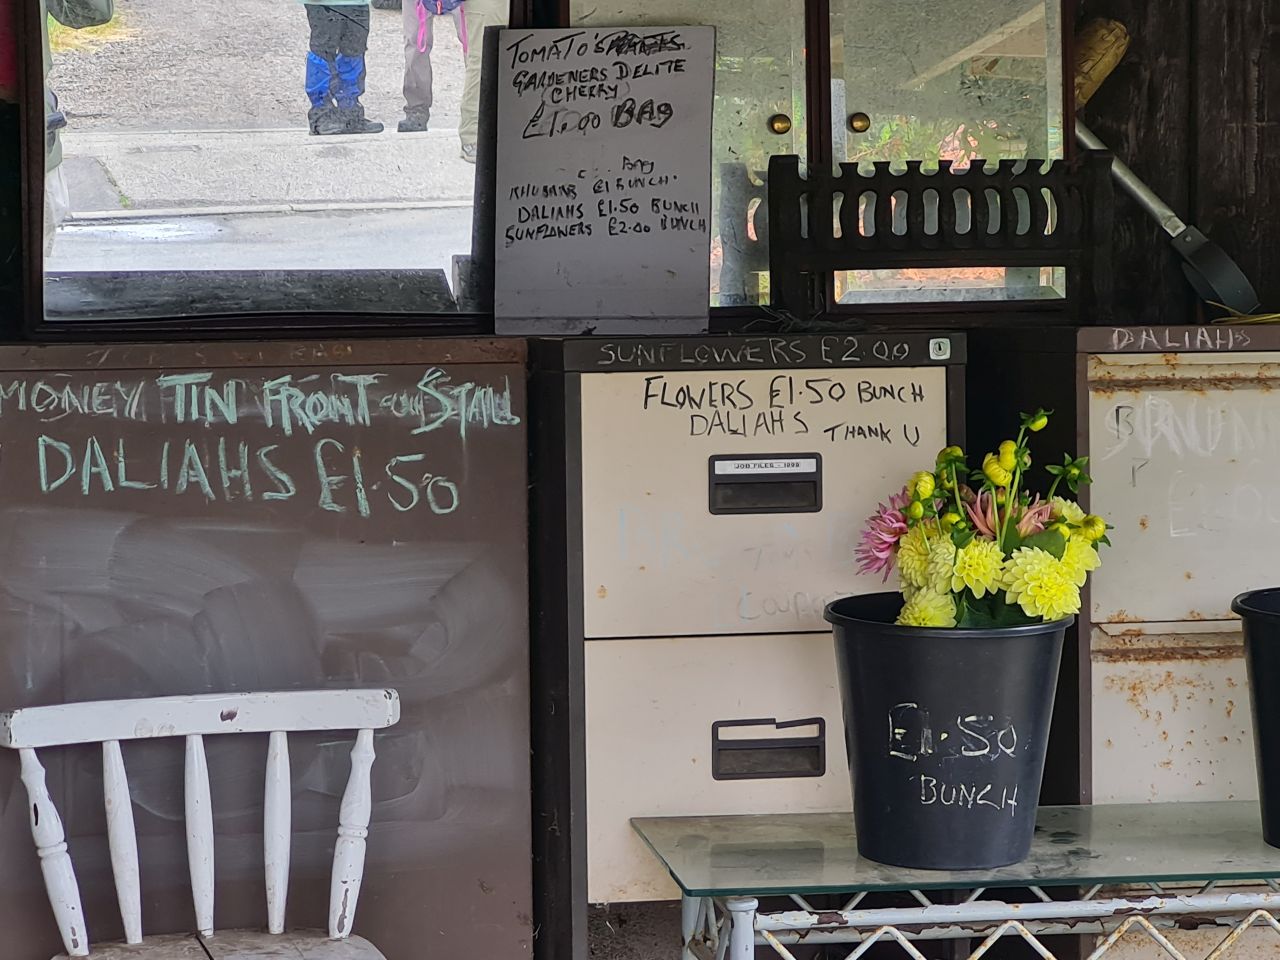 TOMATO'S
GARDENERS DELITE
CHERRY
£1.00 BAG
BAG
RHUBARB £1 BUNCH.
DALIAHS £1.50 BUNCH
SUNFLOWERS £2.00 BUNCH
MONEY TIN FRONT OF STALL
DALIAHS £1.50
SUNFLOWERS £2.00
FLOWERS £1.50 BUNCH
DALIAHS THANK U
JOB FILES - 1999
£1.50
BUNCH
DALIAHS